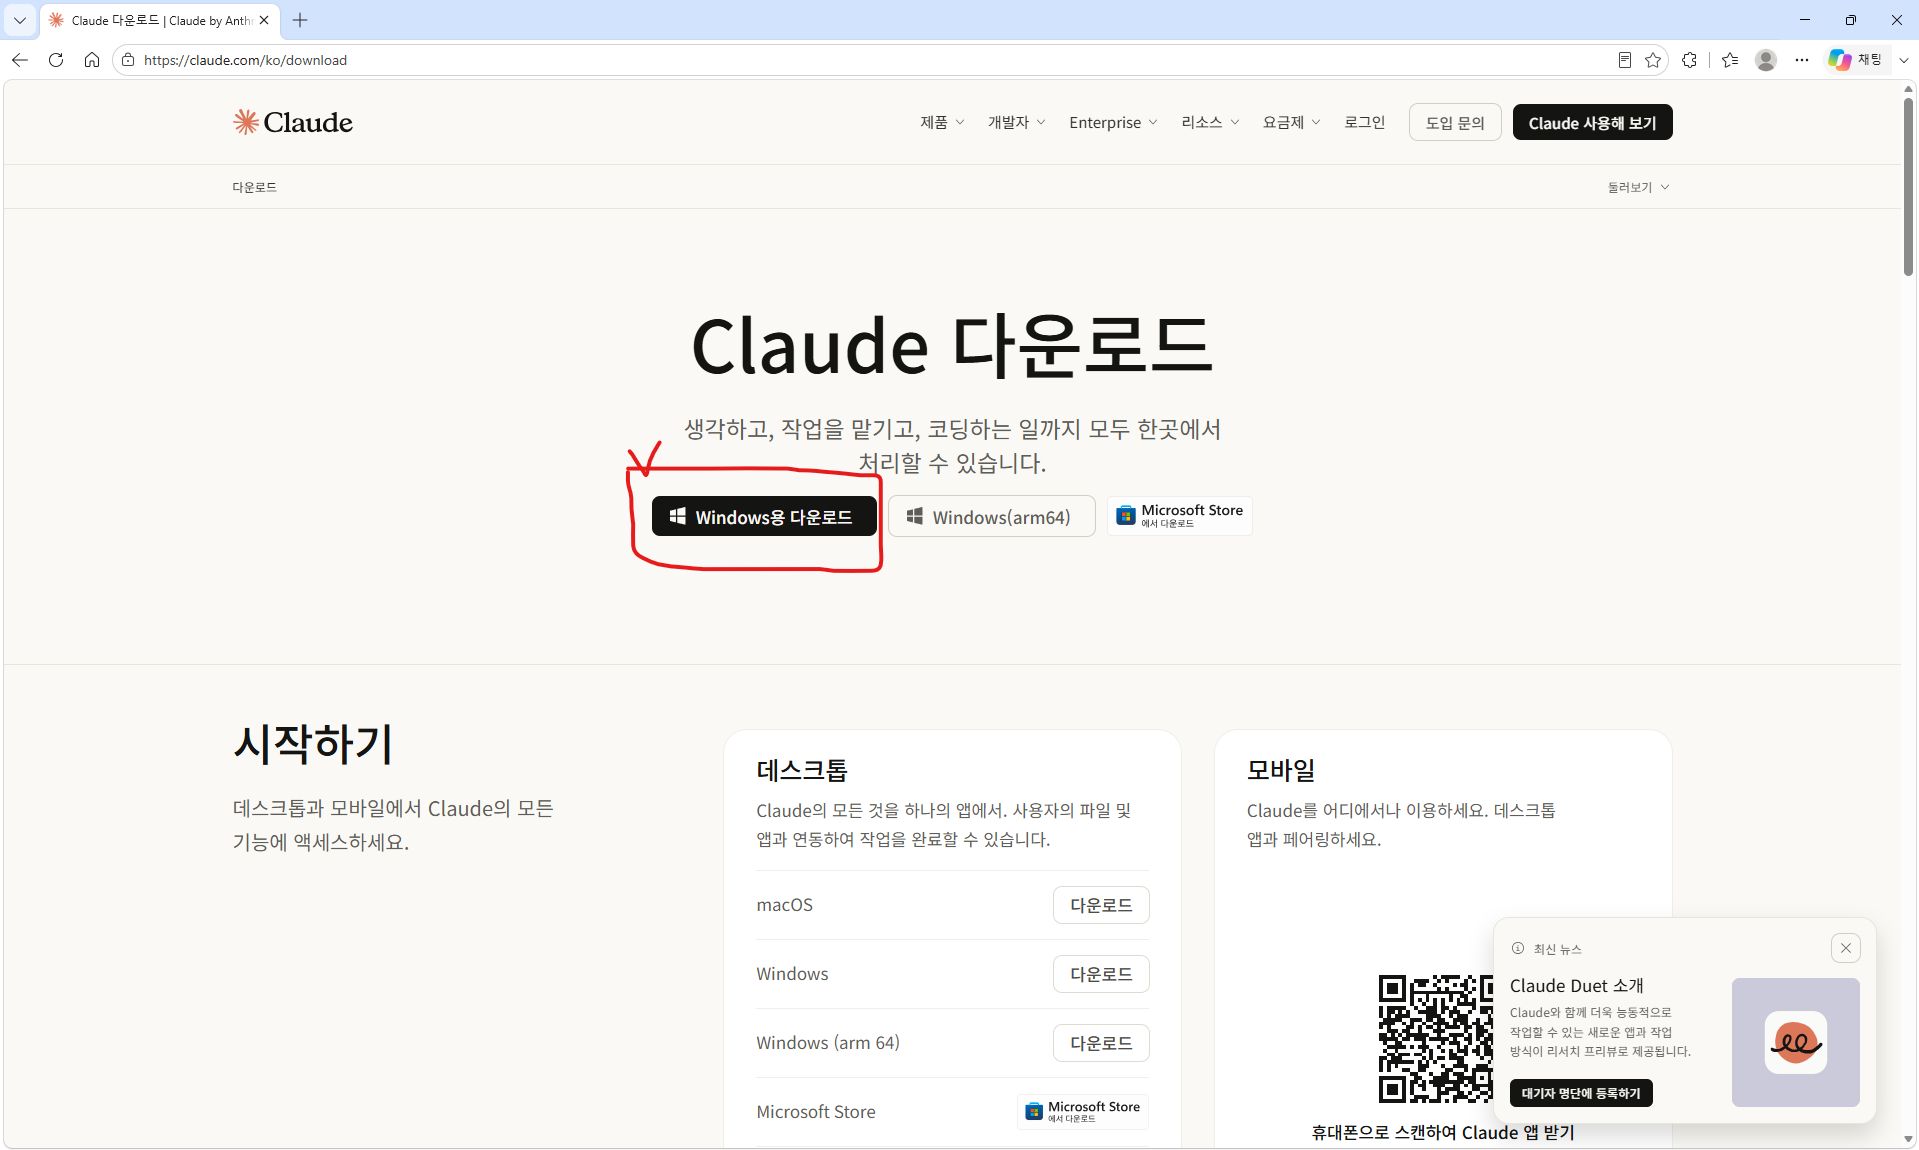 Claude 다운로드 | Claude by Anthr
https://claude.com/ko/download
채팅
Claude
제품
개발자
Enterprise
리소스
요금제
로그인
도입 문의
Claude 사용해 보기
다운로드
둘러보기
Claude 다운로드
생각하고, 작업을 맡기고, 코딩하는 일까지 모두 한곳에서
처리할 수 있습니다.
Windows용 다운로드
Windows(arm64)
Microsoft Store
에서 다운로드
시작하기
데스크톱과 모바일에서 Claude의 모든
기능에 액세스하세요.
데스크톱
Claude의 모든 것을 하나의 앱에서. 사용자의 파일 및
앱과 연동하여 작업을 완료할 수 있습니다.
macOS
다운로드
Windows
다운로드
Windows (arm 64)
다운로드
Microsoft Store
Microsoft Store
에서 다운로드
모바일
Claude를 어디에서나 이용하세요. 데스크톱
앱과 페어링하세요.
휴대폰으로 스캔하여 Claude 앱 받기
최신 뉴스
Claude Duet 소개
Claude와 함께 더욱 능동적으로
작업할 수 있는 새로운 앱과 작업
방식이 리서치 프리뷰로 제공됩니다.
대기자 명단에 등록하기